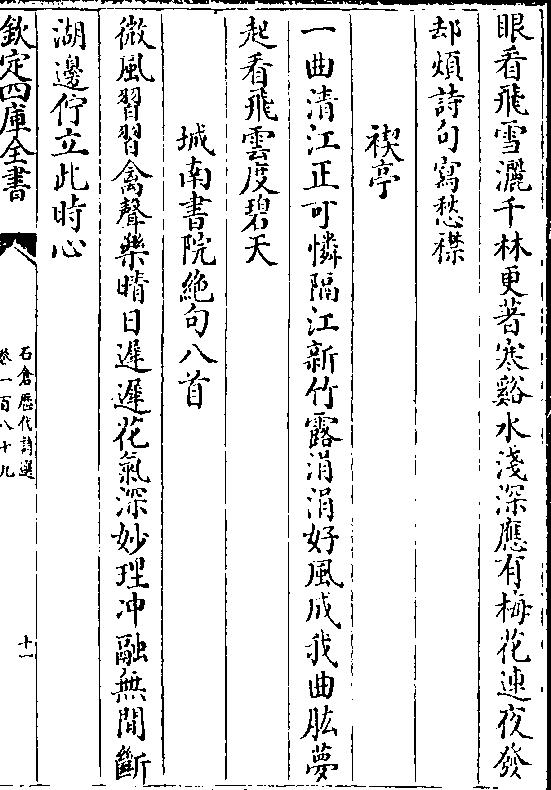 眼看飛雪灑千林更著寒谿水淺深應有梅花連夜發
却煩詩句寫愁襟
禊亭
一曲清江正可憐隔江新竹露涓涓好風成我曲肱夢
起看飛雲度碧天
城南書院絶句八首
微風習習禽聲樂晴日遲遲花氣深妙理冲融無間斷
湖邊佇立此時心
欽定四庫全書
石倉歷代詩選
卷一百八十九
十一